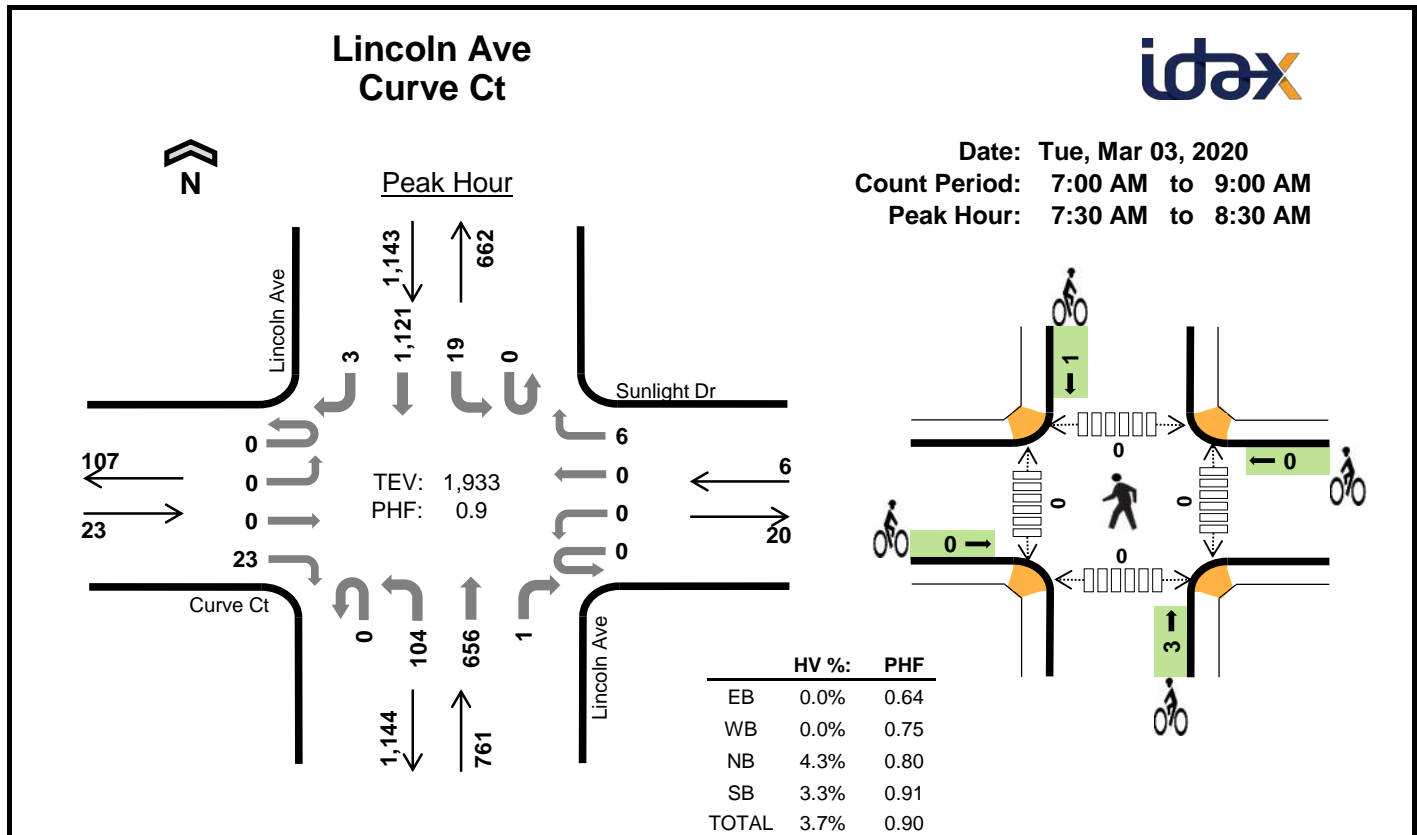 Lincoln Ave
Curve Ct
idax
N
Peak Hour
Date: Tue, Mar 03, 2020
Count Period: 7:00 AM to 9:00 AM
Peak Hour: 7:30 AM to 8:30 AM
1,143
662
Lincoln Ave
3
1,121
19
0
Sunlight Dr
0
0
0
23
6
0
0
0
107
23
6
20
TEV: 1,933
PHF: 0.9
Curve Ct
0
104
656
1
Lincoln Ave
1,144
761
1
0
0
0
0
0
0
3
HV %: PHF
EB 0.0% 0.64
WB 0.0% 0.75
NB 4.3% 0.80
SB 3.3% 0.91
TOTAL 3.7% 0.90